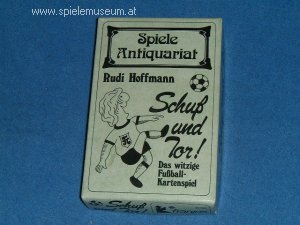 www.spielemuseum.at
Spiele
Antiquariat
Rudi Hoffmann
Schuß
und
Tor!
Das witzige
Fußball-
Kartenspiel